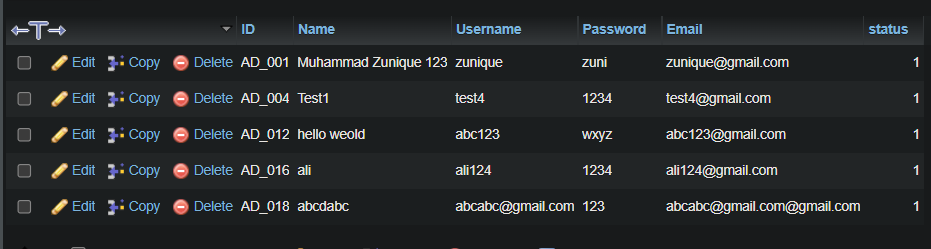 ID Name Username Password Email status
Edit Copy Delete AD_001 Muhammad Zunique 123 zunique zuni zunique@gmail.com 1
Edit Copy Delete AD_004 Test1 test4 1234 test4@gmail.com 1
Edit Copy Delete AD_012 hello weold abc123 wxyz abc123@gmail.com 1
Edit Copy Delete AD_016 ali ali124 1234 ali124@gmail.com 1
Edit Copy Delete AD_018 abcdabc abcabc@gmail.com 123 abcabc@gmail.com@gmail.com 1